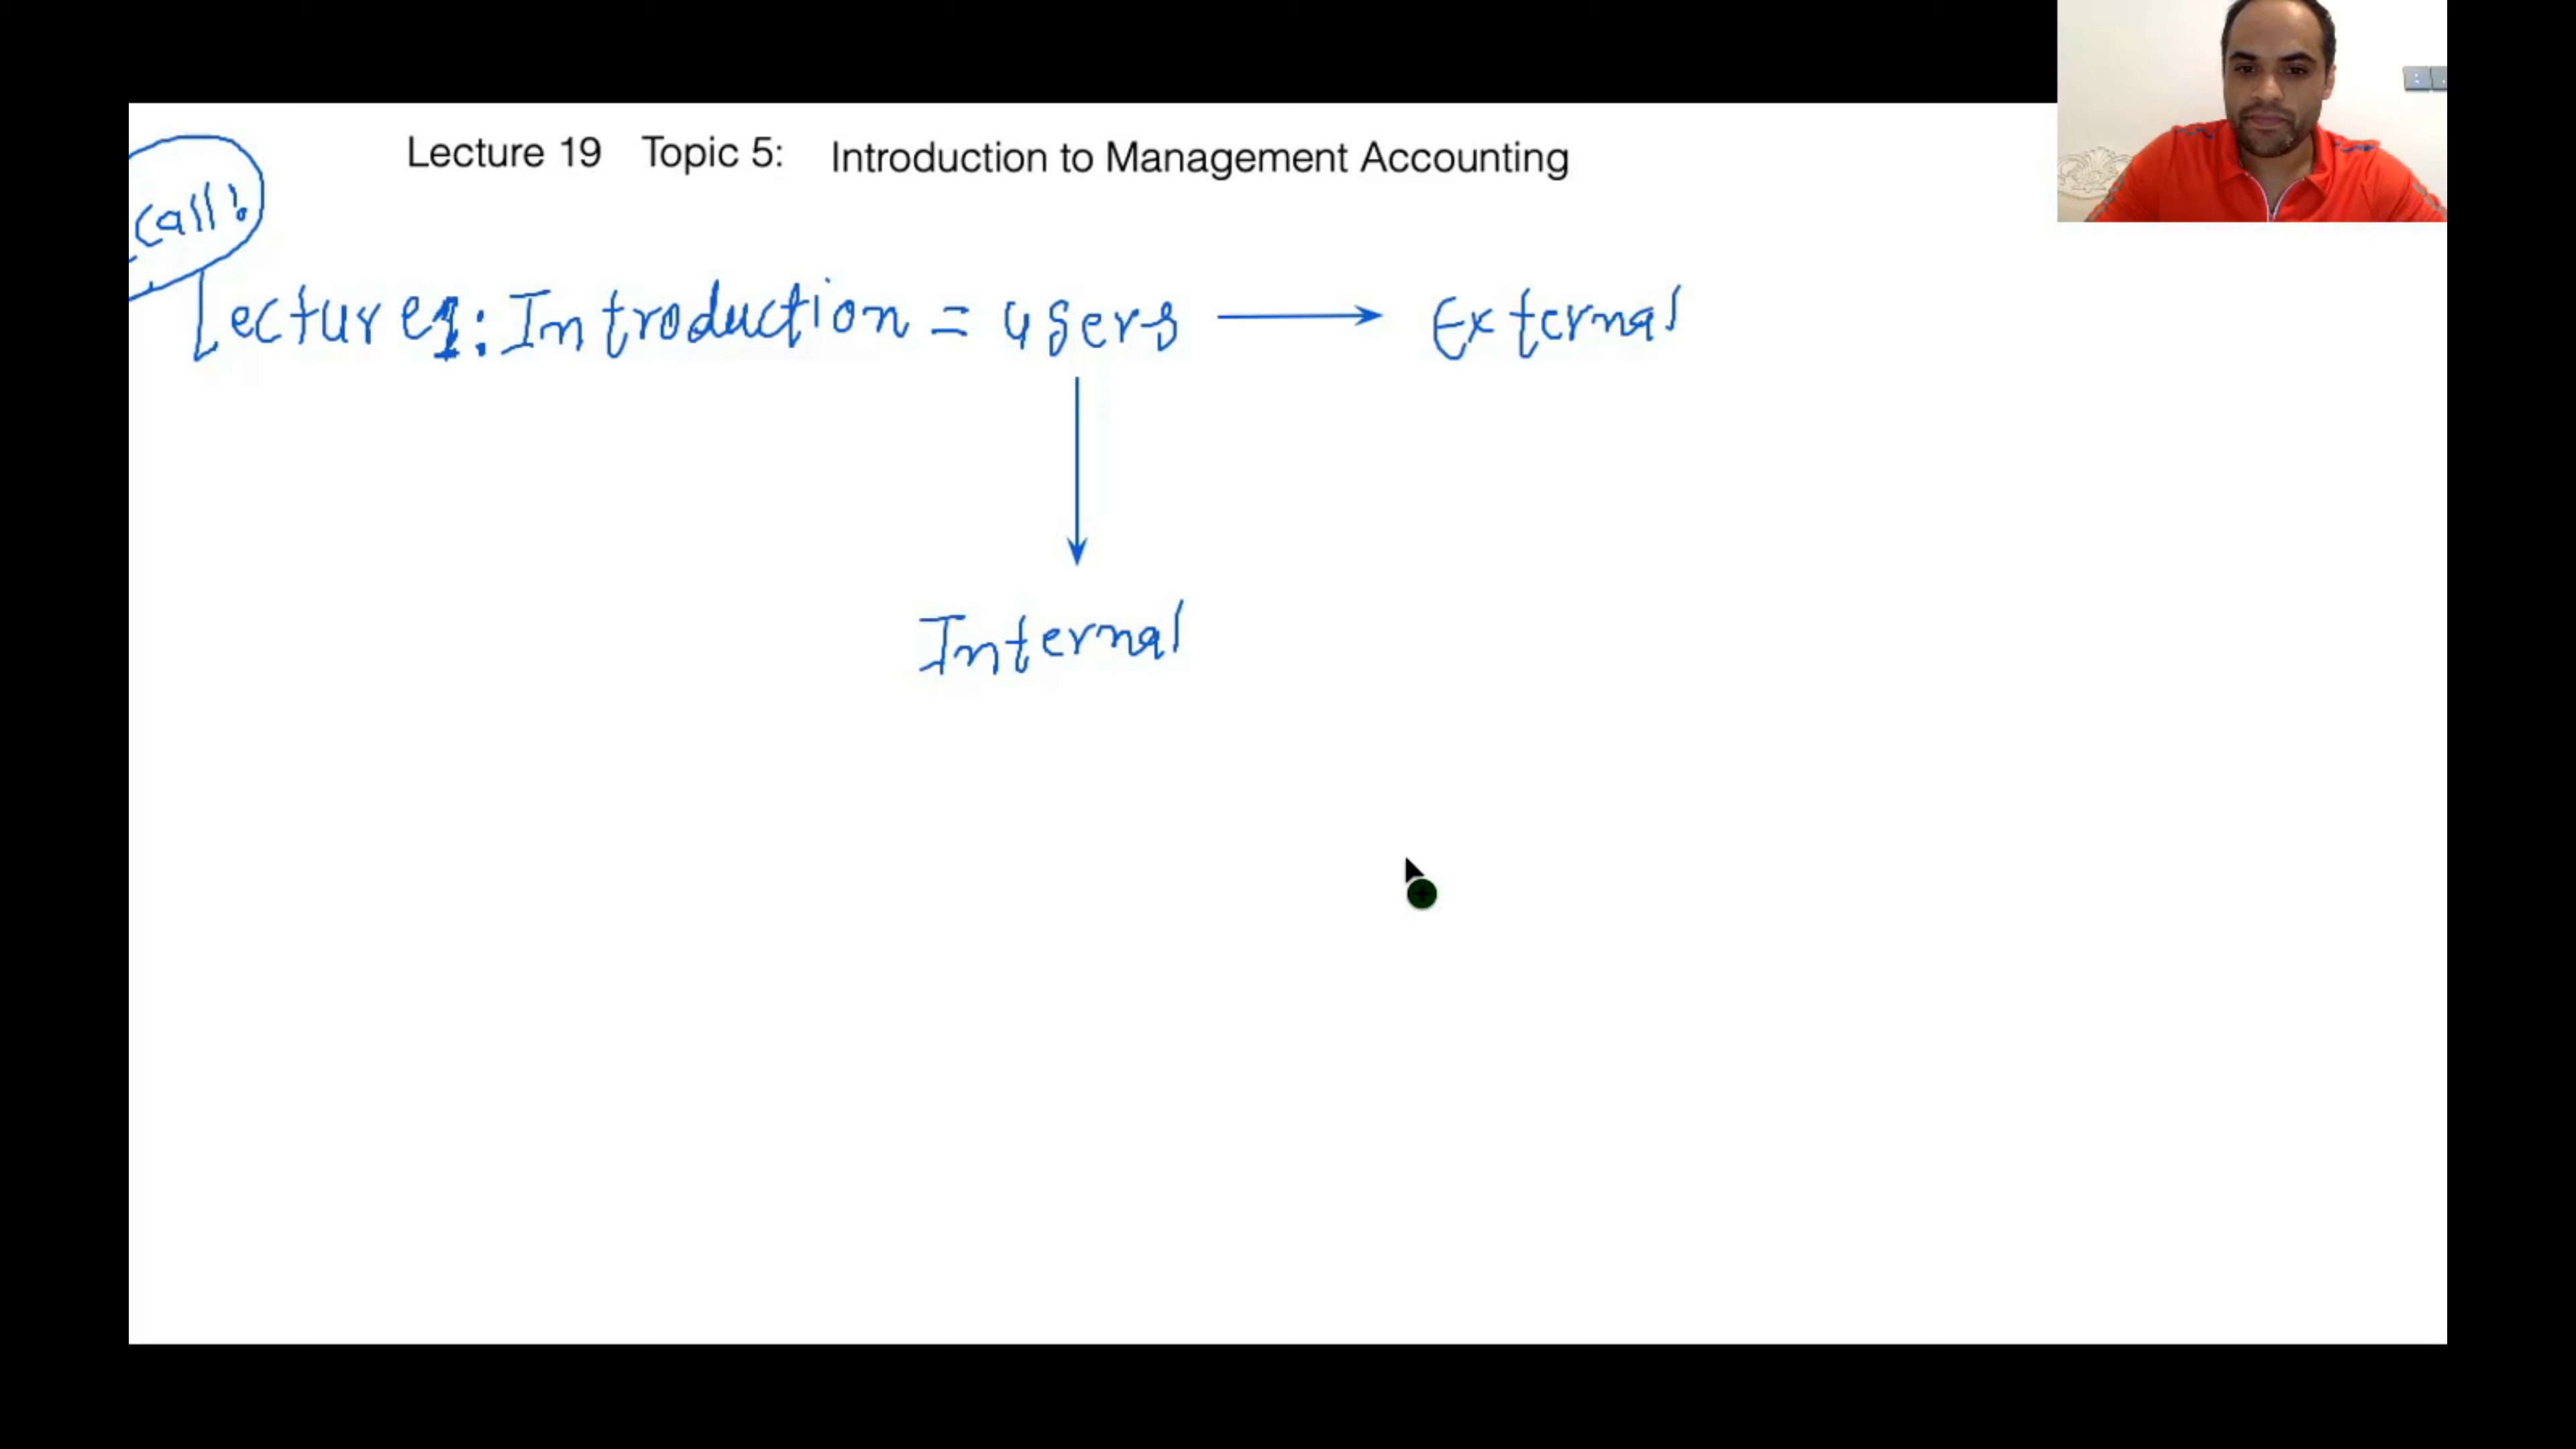 Lecture 19 Topic 5: Introduction to Management Accounting
call!
Lecture 1: Introduction = users → External
↓
Internal